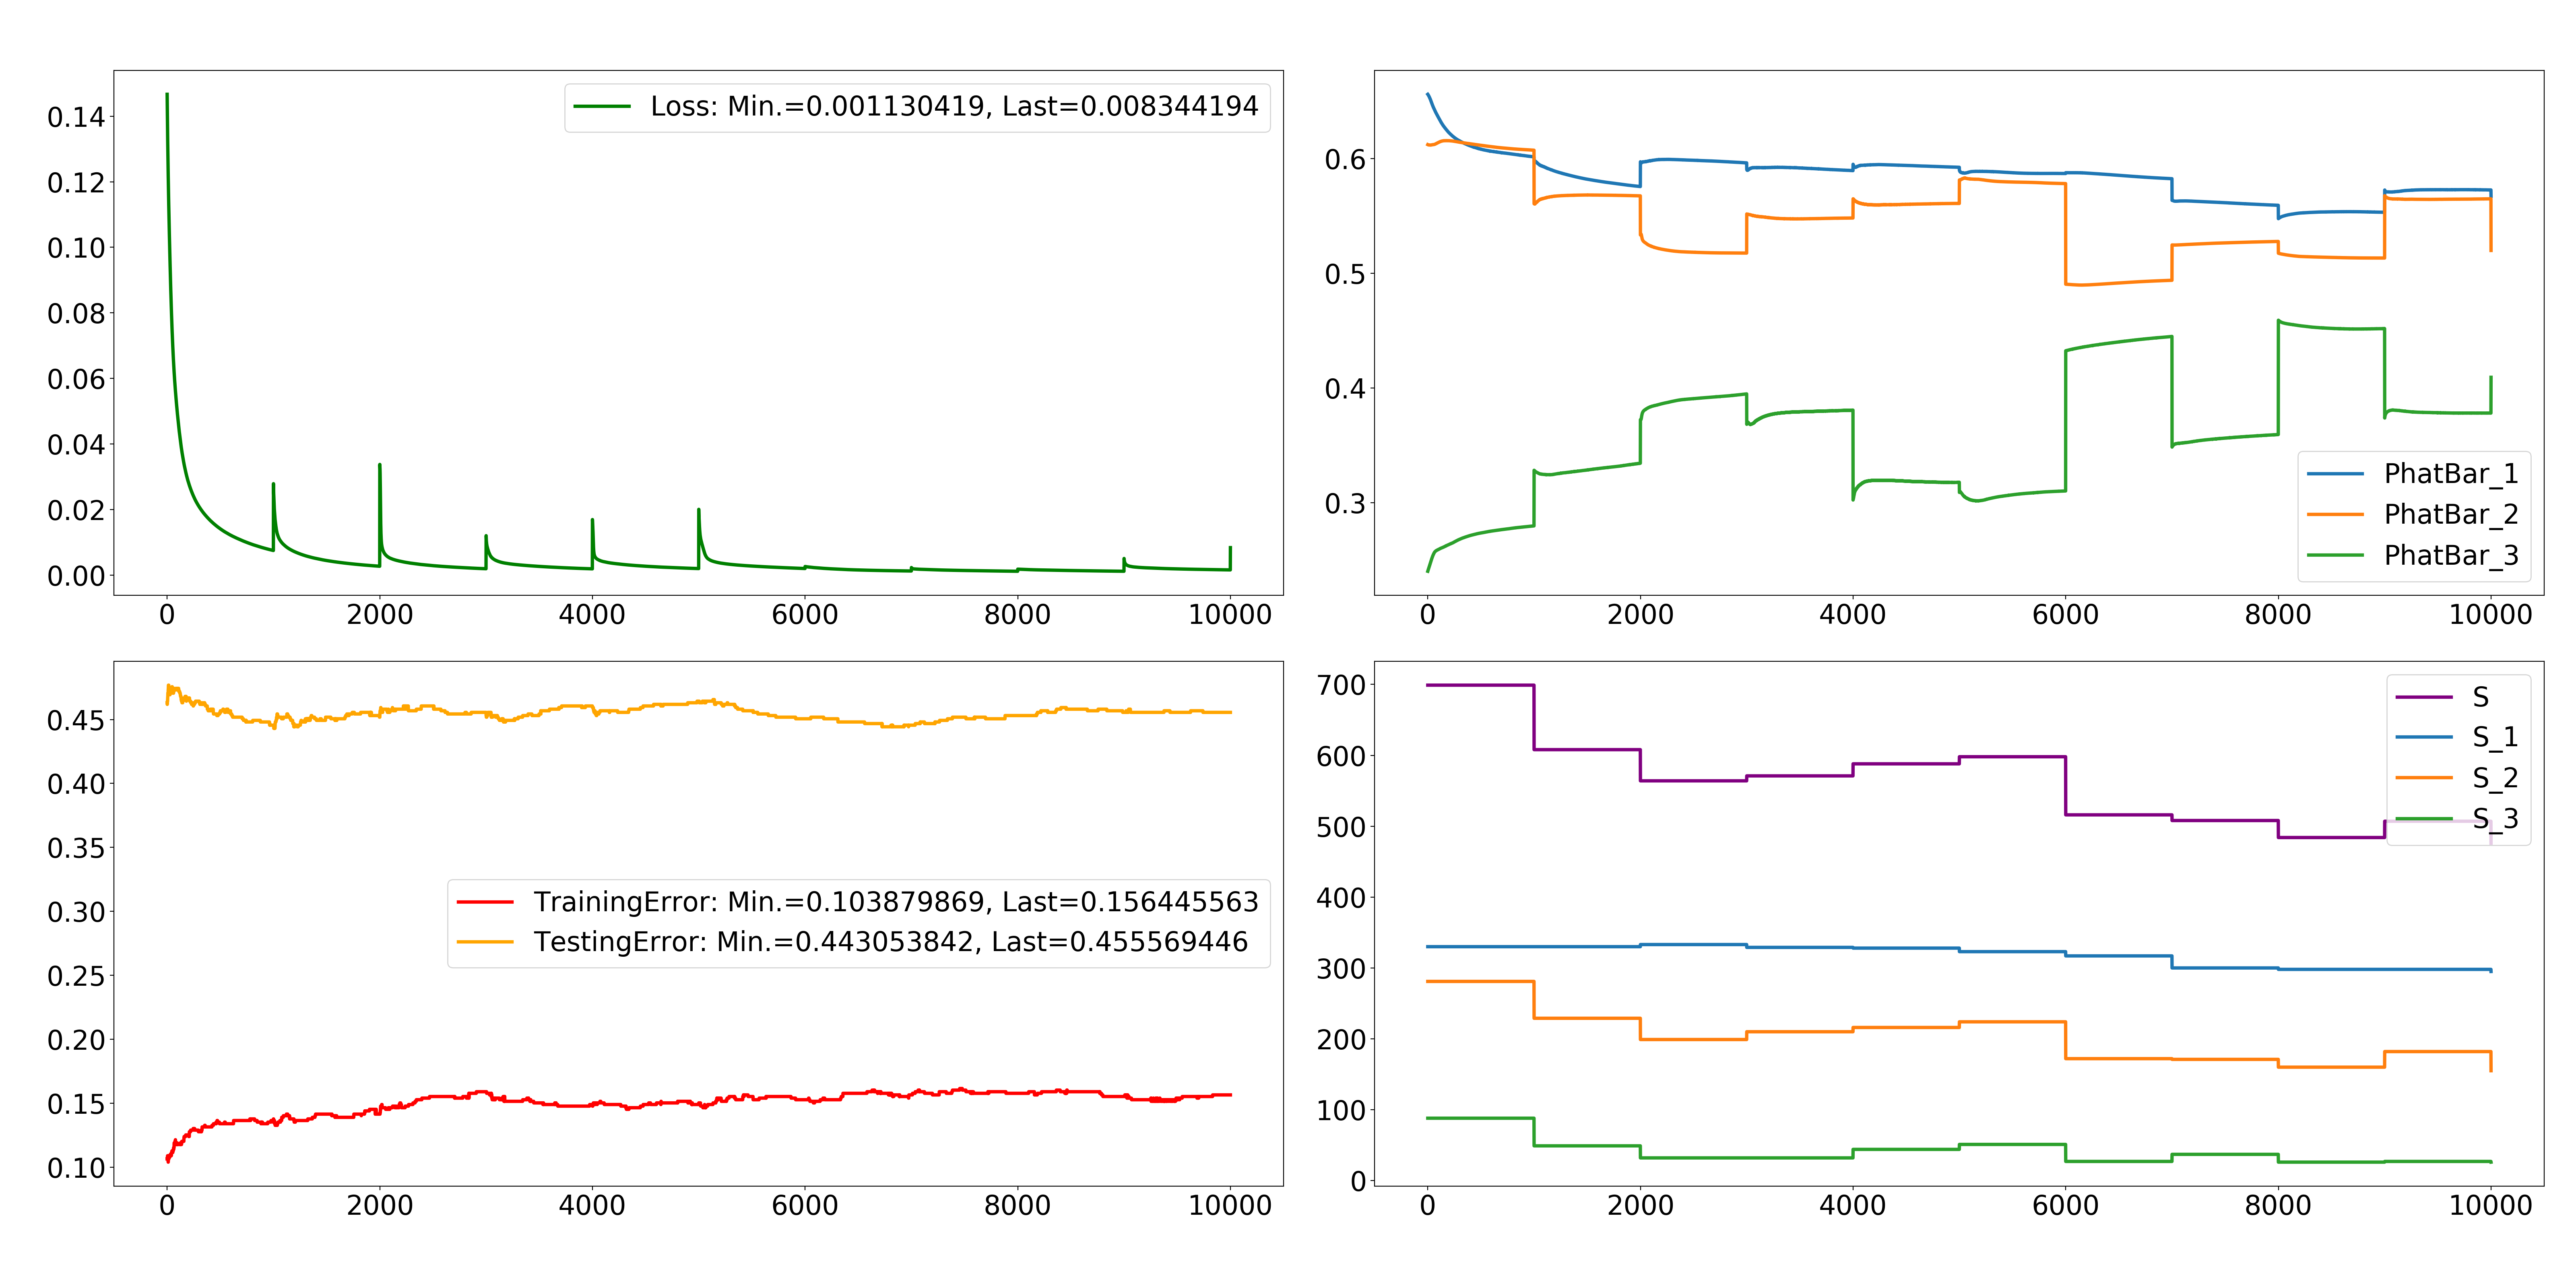 Loss: Min.=0.001130419, Last=0.008344194
0.14
0.12
0.10
0.08
0.06
0.04
0.02
0.00
0 2000 4000 6000 8000 10000
0.6
0.5
0.4
0.3
PhatBar_1
PhatBar_2
PhatBar_3
0 2000 4000 6000 8000 10000
0.45
0.40
0.35
0.30
0.25
0.20
0.15
0.10
TrainingError: Min.=0.103879869, Last=0.156445563
TestingError: Min.=0.443053842, Last=0.455569446
0 2000 4000 6000 8000 10000
700
600
500
400
300
200
100
0
S
S_1
S_2
S_3
0 2000 4000 6000 8000 10000